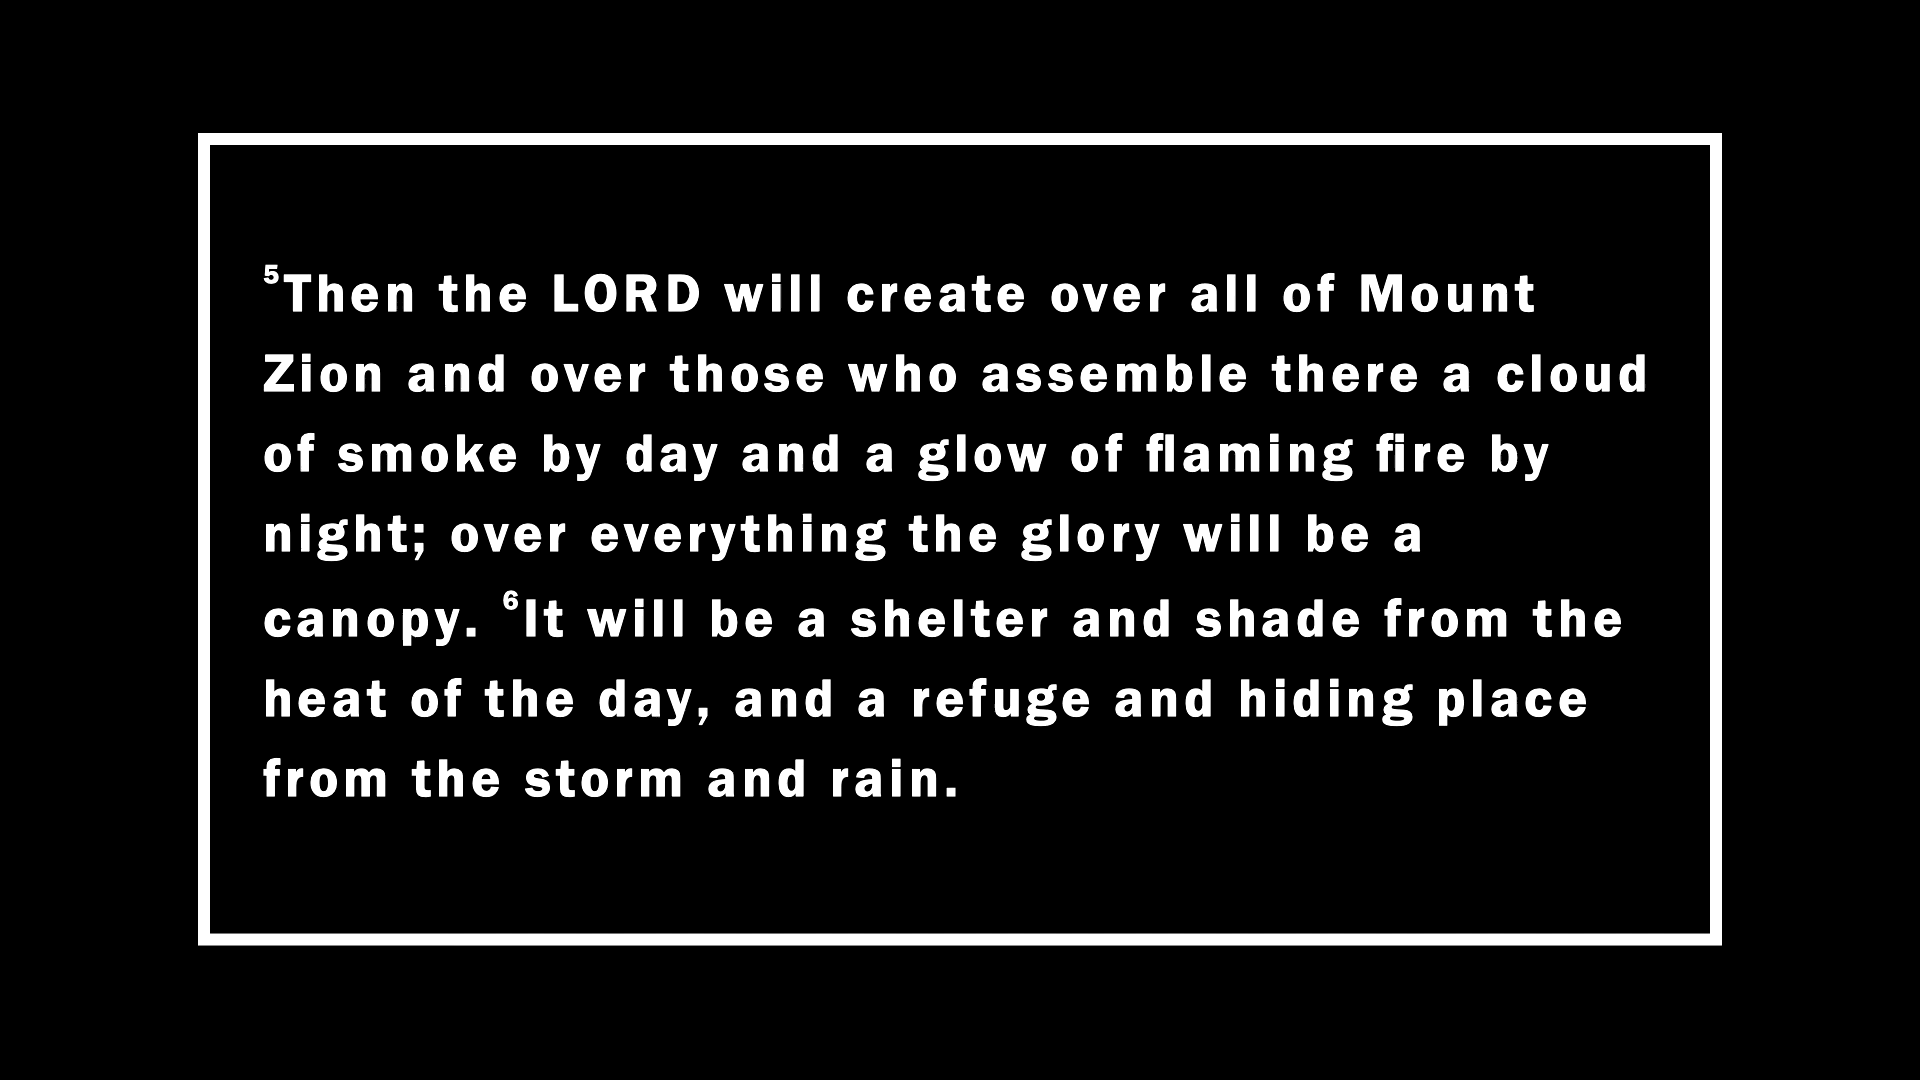 ⁵Then the LORD will create over all of Mount
Zion and over those who assemble there a cloud
of smoke by day and a glow of flaming fire by
night; over everything the glory will be a
canopy. ⁶It will be a shelter and shade from the
heat of the day, and a refuge and hiding place
from the storm and rain.